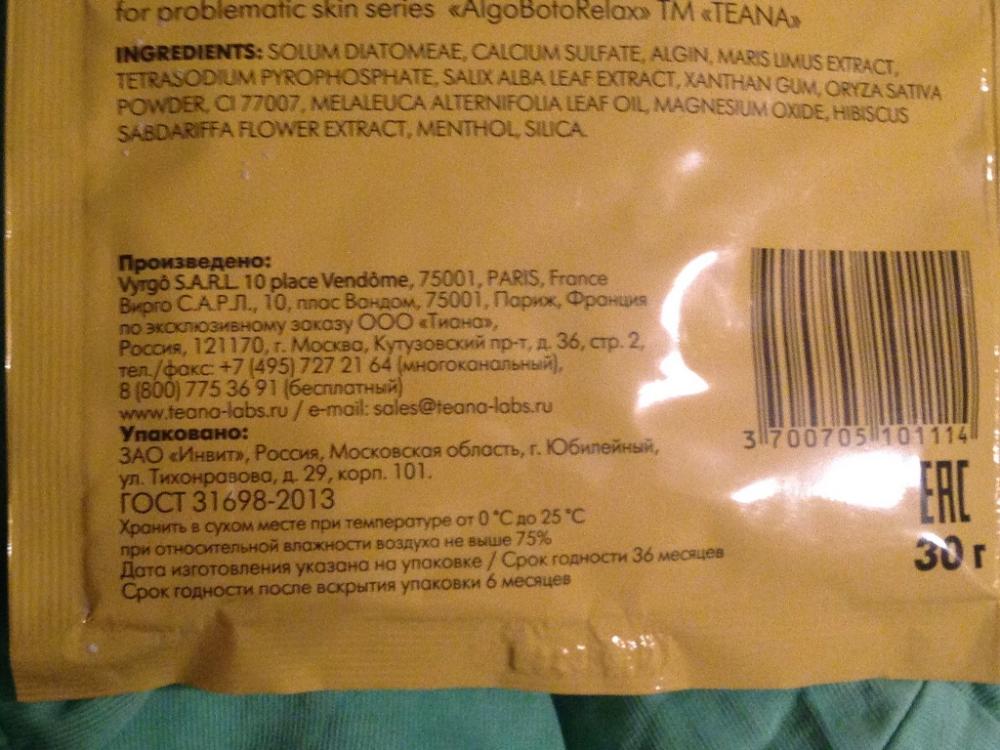 for problematic skin series «AlgoBotoRelax» TM «TEANA»
INGREDIENTS: SOLUM DIATOMEAE, CALCIUM SULFATE, ALGIN, MARIS LIMUS EXTRACT,
TETRASODIUM PYROPHOSPHATE, SALIX ALBA LEAF EXTRACT, XANTHAN GUM, ORYZA SATIVA
POWDER, CI 77007, MELALEUCA ALTERNIFOLIA LEAF OIL, MAGNESIUM OXIDE, HIBISCUS
SABDARIFFA FLOWER EXTRACT, MENTHOL, SILICA.
Произведено:
Vyrgô S.A.R.L. 10 place Vendôme, 75001, PARIS, France
Вирго С.А.Р.Л., 10, плас Вандом, 75001, Париж, Франция
по эксклюзивному заказу ООО «Тиана»,
Россия, 121170, г. Москва, Кутузовский пр-т, д. 36, стр. 2,
тел./факс: +7 (495) 727 21 64 (многоканальный),
8 (800) 775 36 91 (бесплатный)
www.teana-labs.ru / e-mail: sales@teana-labs.ru
Упаковано:
ЗАО «Инвит», Россия, Московская область, г. Юбилейный,
ул. Тихонравова, д. 29, корп. 101.
ГОСТ 31698-2013
Хранить в сухом месте при температуре от 0 °С до 25 °С
при относительной влажности воздуха не выше 75%
Дата изготовления указана на упаковке / Срок годности 36 месяцев
Срок годности после вскрытия упаковки 6 месяцев
3 700705 101114
EAC
30 г